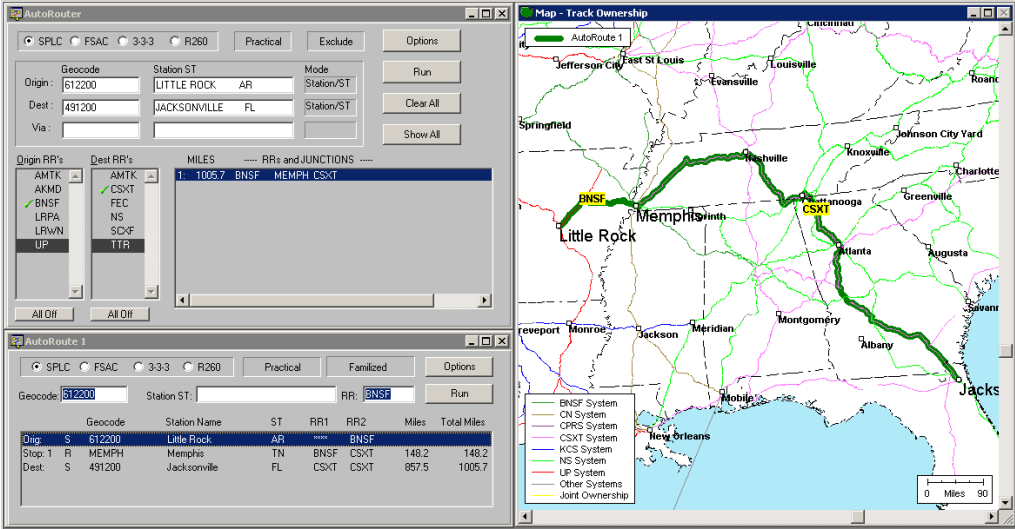 AutoRouter
SPLC FSAC 3-3-3 R260 Practical Exclude Options
Geocode Station ST Mode Run
Origin : 612200 LITTLE ROCK AR Station/ST
Dest : 491200 JACKSONVILLE FL Station/ST Clear All
Via : Show All
Origin RR's Dest RR's MILES ----- RRs and JUNCTIONS -----
AMTK AMTK 1: 1005.7 BNSF MEMPH CSXT
AKMD CSXT
BNSF FEC
LRPA NS
LRWN SCXF
UP TTR
All Off All Off
AutoRoute 1
SPLC FSAC 3-3-3 R260 Practical Familized Options
Geocode: 612200 Station ST: RR: BNSF Run
Geocode Station Name ST RR1 RR2 Miles Total Miles
Orig: S 612200 Little Rock AR **** BNSF
Stop: 1 R MEMPH Memphis TN BNSF CSXT 148.2 148.2
Dest: S 491200 Jacksonville FL CSXT CSXT 857.5 1005.7
Map - Track Ownership
AutoRoute 1
Cincinnati
Jefferson City East St Louis Louisville
Evansville Roano
Springfield Johnson City Yard
Nashville Knoxville
Charlotte
BNSF Chattanooga Greenville
Memphis Corinth CSXT
Little Rock
Atlanta Augusta
Savann
reveport Monroe Jackson Meridian Montgomery
Albany
Jacks
Mobile
New Orleans
BNSF System
CN System
CPRS System
CSXT System
KCS System
NS System
UP System
Other Systems
Joint Ownership
0 Miles 90